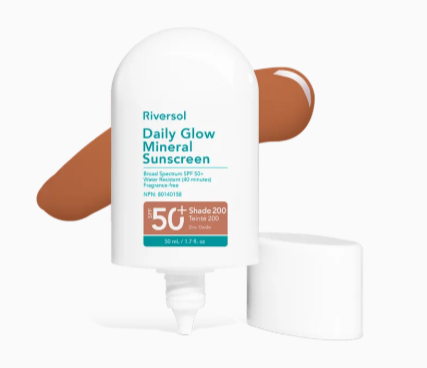 Riversol
Daily Glow
Mineral
Sunscreen
Broad Spectrum SPF 50+
Water Resistant (40 minutes)
Fragrance-free
NPN: 80140138
SPF 50+
Shade 200
Teinte 200
50 mL / 1.7 fl. oz